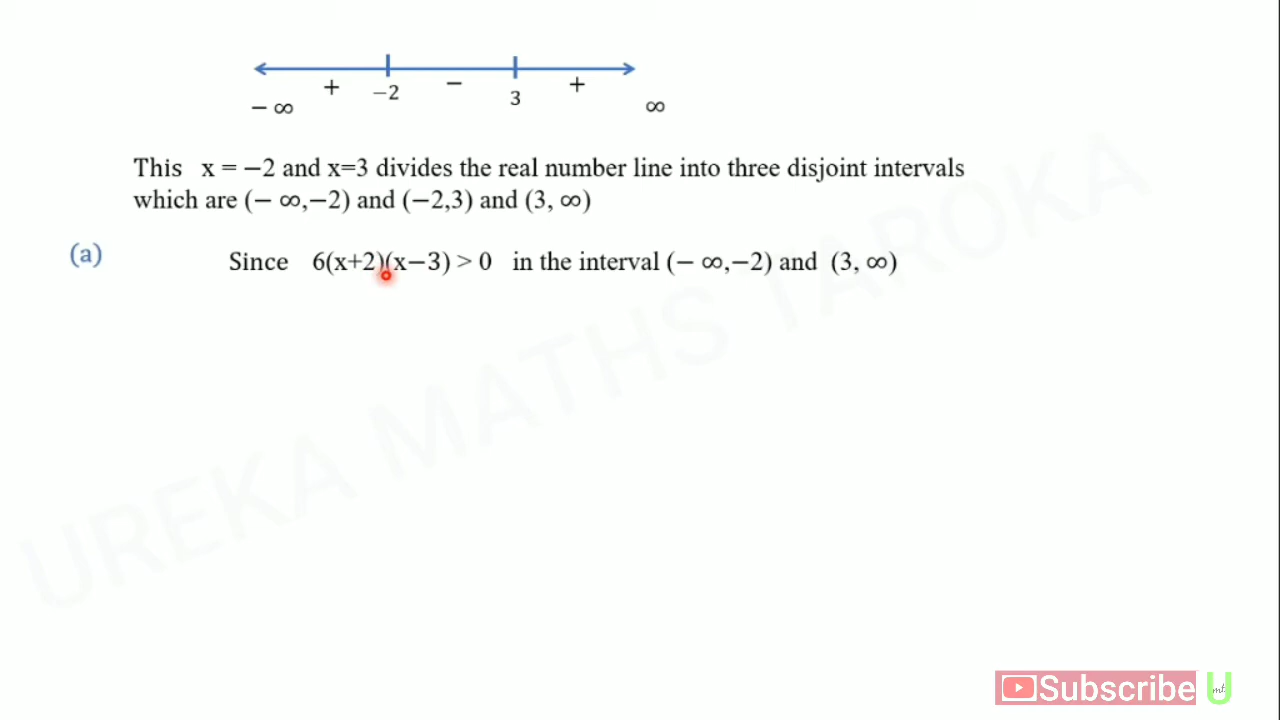 + −2 − 3 +
− ∞ ∞
This x = −2 and x=3 divides the real number line into three disjoint intervals
which are (− ∞,−2) and (−2,3) and (3, ∞)
(a) Since 6(x+2)(x−3) > 0 in the interval (− ∞,−2) and (3, ∞)
UREKA MATHS TAROKA
Subscribe U